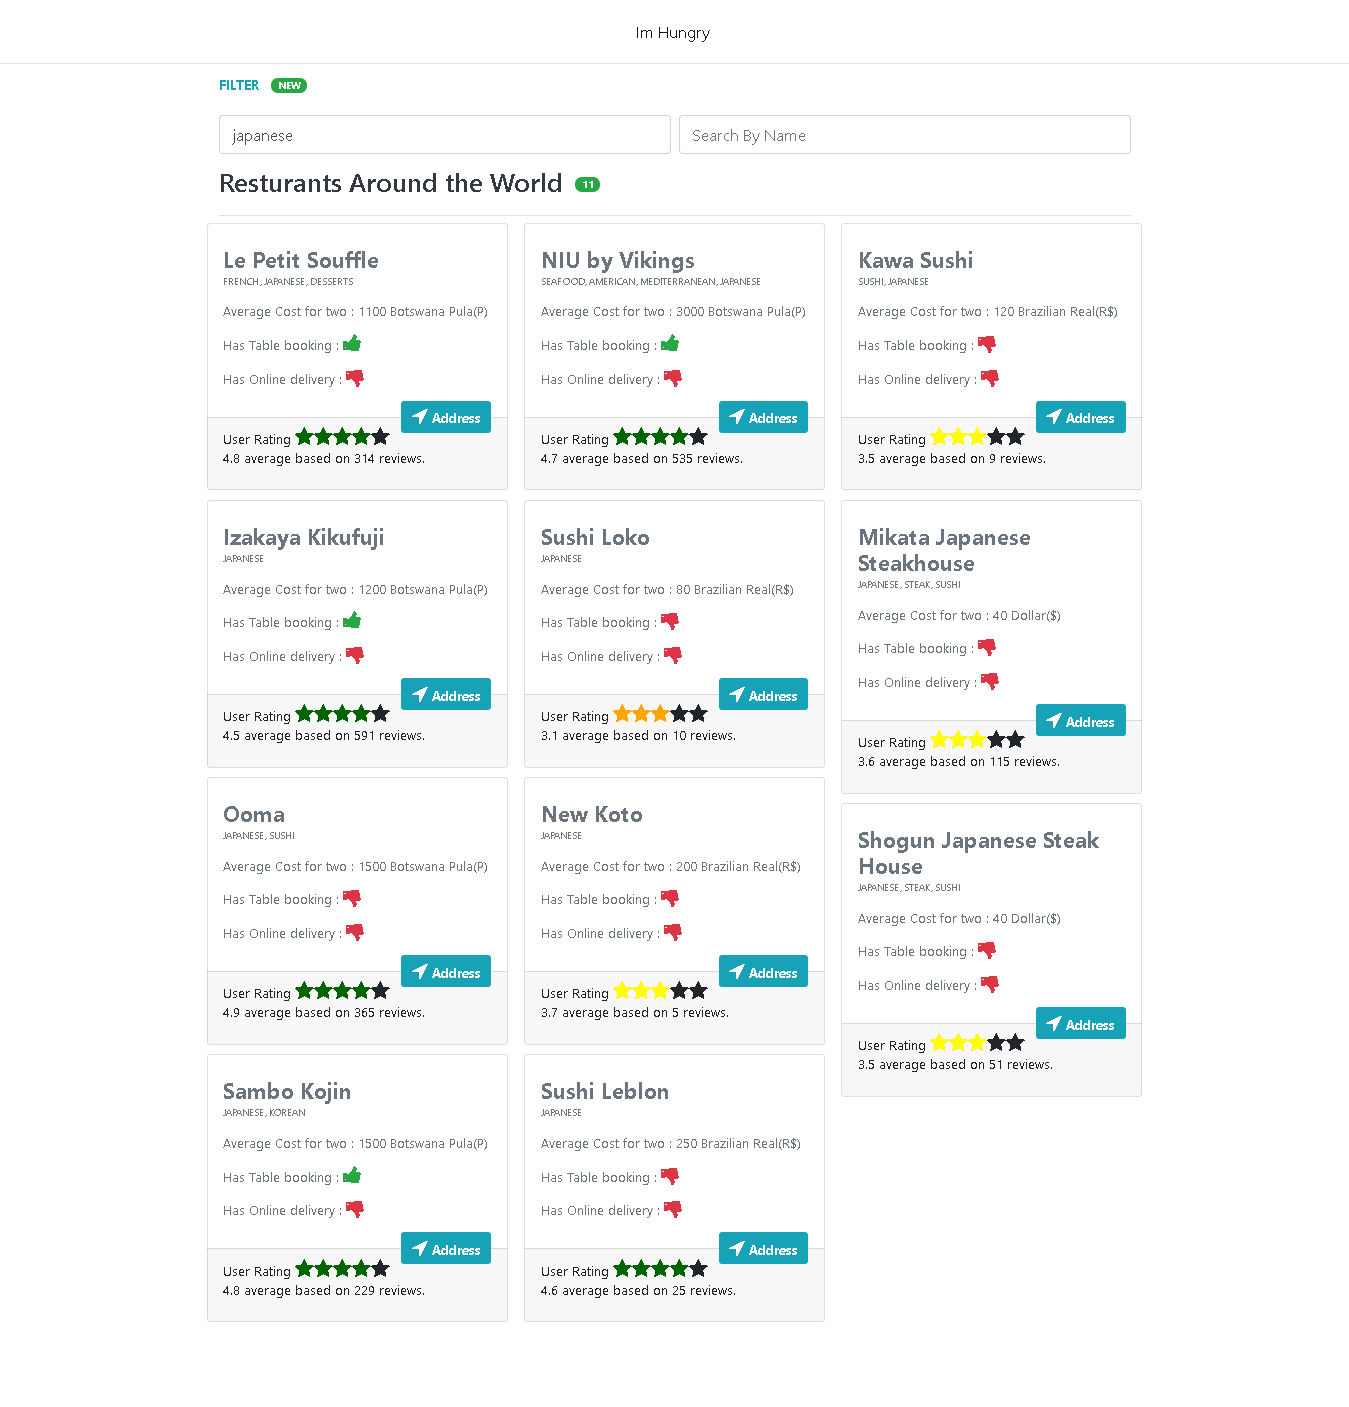 Im Hungry
FILTER NEW
japanese
Search By Name
Resturants Around the World 11
Le Petit Souffle
FRENCH, JAPANESE, DESSERTS
Average Cost for two : 1100 Botswana Pula(P)
Has Table booking :
Has Online delivery :
Address
User Rating
4.8 average based on 314 reviews.
Izakaya Kikufuji
JAPANESE
Average Cost for two : 1200 Botswana Pula(P)
Has Table booking :
Has Online delivery :
Address
User Rating
4.5 average based on 591 reviews.
Ooma
JAPANESE, SUSHI
Average Cost for two : 1500 Botswana Pula(P)
Has Table booking :
Has Online delivery :
Address
User Rating
4.9 average based on 365 reviews.
Sambo Kojin
JAPANESE, KOREAN
Average Cost for two : 1500 Botswana Pula(P)
Has Table booking :
Has Online delivery :
Address
User Rating
4.8 average based on 229 reviews.
NIU by Vikings
SEAFOOD, AMERICAN, MEDITERRANEAN, JAPANESE
Average Cost for two : 3000 Botswana Pula(P)
Has Table booking :
Has Online delivery :
Address
User Rating
4.7 average based on 535 reviews.
Sushi Loko
JAPANESE
Average Cost for two : 80 Brazilian Real(R$)
Has Table booking :
Has Online delivery :
Address
User Rating
3.1 average based on 10 reviews.
New Koto
JAPANESE
Average Cost for two : 200 Brazilian Real(R$)
Has Table booking :
Has Online delivery :
Address
User Rating
3.7 average based on 5 reviews.
Sushi Leblon
JAPANESE
Average Cost for two : 250 Brazilian Real(R$)
Has Table booking :
Has Online delivery :
Address
User Rating
4.6 average based on 25 reviews.
Kawa Sushi
SUSHI, JAPANESE
Average Cost for two : 120 Brazilian Real(R$)
Has Table booking :
Has Online delivery :
Address
User Rating
3.5 average based on 9 reviews.
Mikata Japanese
Steakhouse
JAPANESE, STEAK, SUSHI
Average Cost for two : 40 Dollar($)
Has Table booking :
Has Online delivery :
Address
User Rating
3.6 average based on 115 reviews.
Shogun Japanese Steak
House
JAPANESE, STEAK, SUSHI
Average Cost for two : 40 Dollar($)
Has Table booking :
Has Online delivery :
Address
User Rating
3.5 average based on 51 reviews.